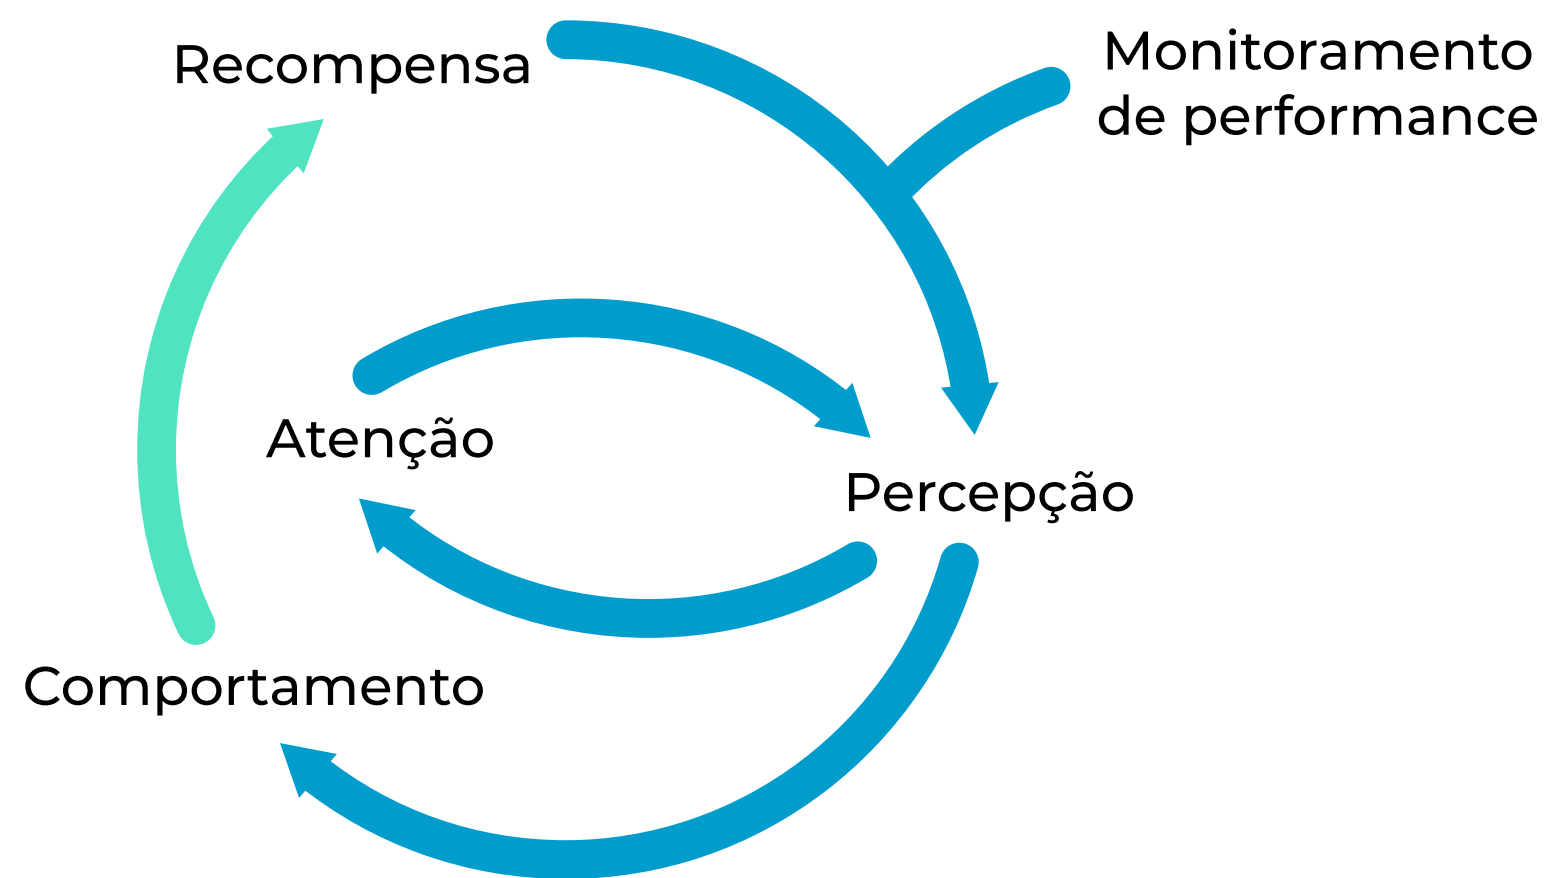 Recompensa
Monitoramento
de performance
Atenção
Percepção
Comportamento